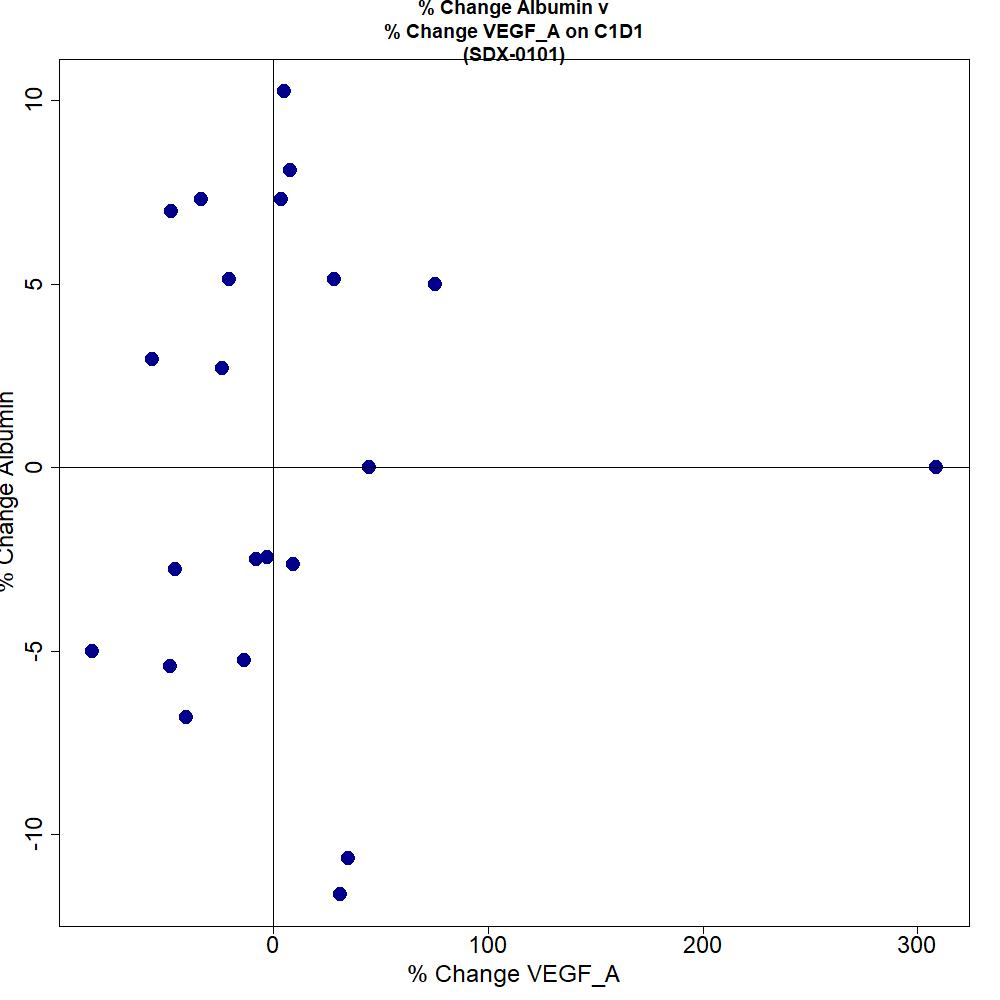 % Change Albumin v
% Change VEGF_A on C1D1
(SDX-0101)
10
5
0
-5
-10
% Change Albumin
0
100
200
300
% Change VEGF_A